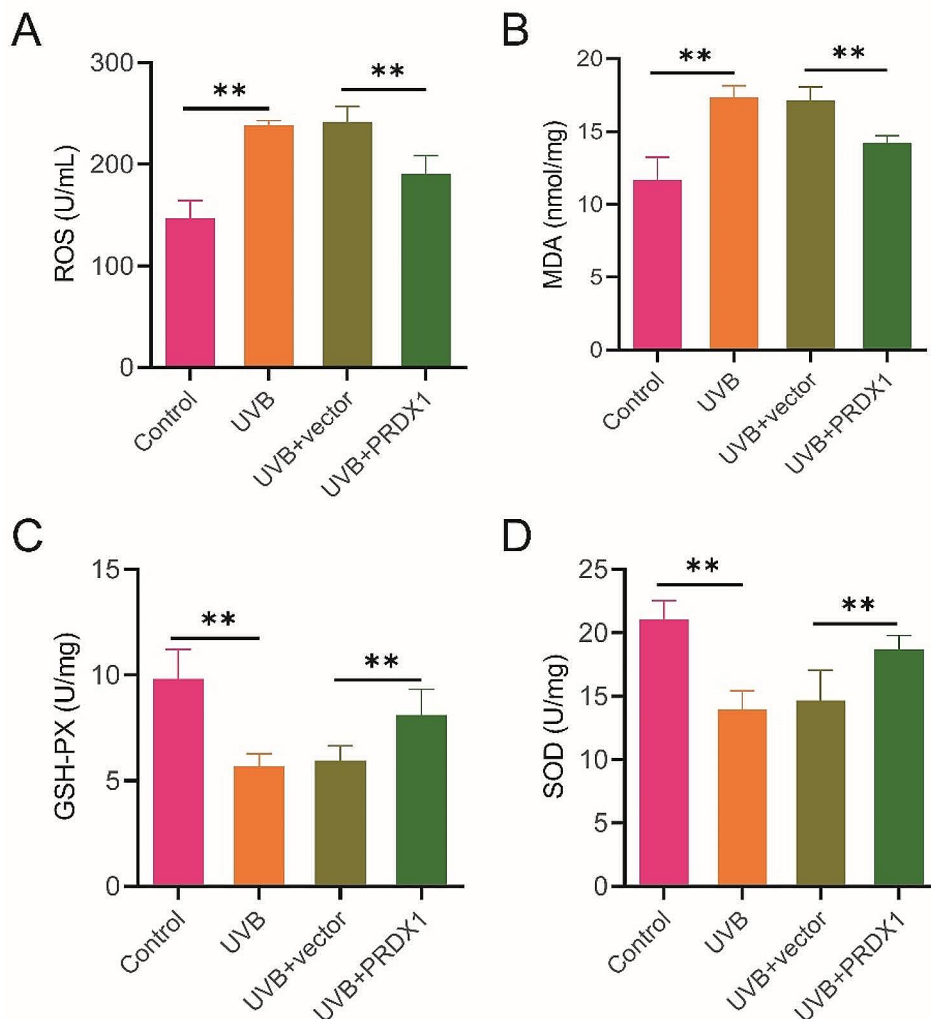 A
ROS (U/mL)
300
200
100
0
**
**
Control
UVB
UVB+vector
UVB+PRDX1
B
MDA (nmol/mg)
20
15
10
5
0
**
**
Control
UVB
UVB+vector
UVB+PRDX1
C
GSH-PX (U/mg)
15
10
5
0
**
**
Control
UVB
UVB+vector
UVB+PRDX1
D
SOD (U/mg)
25
20
15
10
5
0
**
**
Control
UVB
UVB+vector
UVB+PRDX1